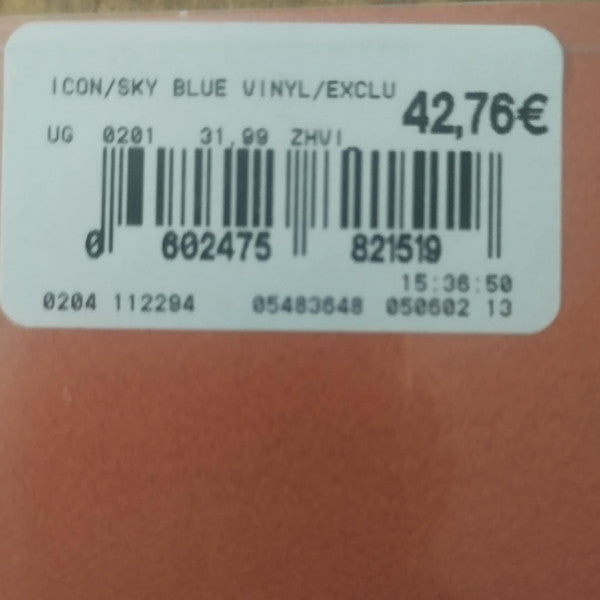 ICON/SKY BLUE VINYL/EXCLU 42,76€
UG 0201 31,99 ZHVI
0 602475 821519
15:36:50
0204 112294 05483648 050602 13